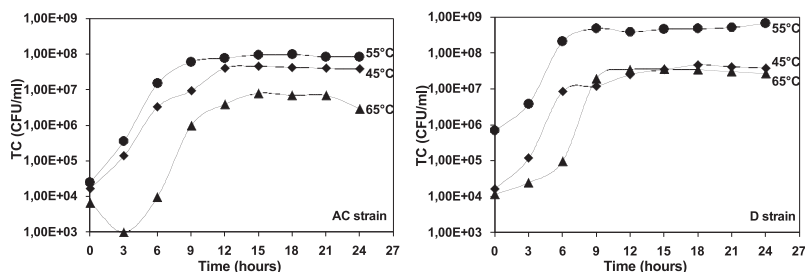 TC (CFU/ml)
1,00E+09
1,00E+08
1,00E+07
1,00E+06
1,00E+05
1,00E+04
1,00E+03
55°C
45°C
65°C
AC strain
0 3 6 9 12 15 18 21 24 27
Time (hours)
TC (CFU/ml)
1,00E+09
1,00E+08
1,00E+07
1,00E+06
1,00E+05
1,00E+04
1,00E+03
55°C
45°C
65°C
D strain
0 3 6 9 12 15 18 21 24 27
Time (hours)